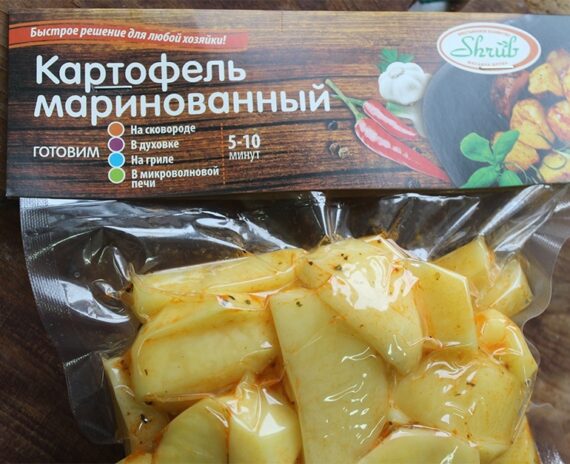 Быстрое решение для любой хозяйки!
Картофель
маринованный
ГОТОВИМ
На сковороде
В духовке
На гриле
В микроволновой
печи
5-10
МИНУТ
Shrub